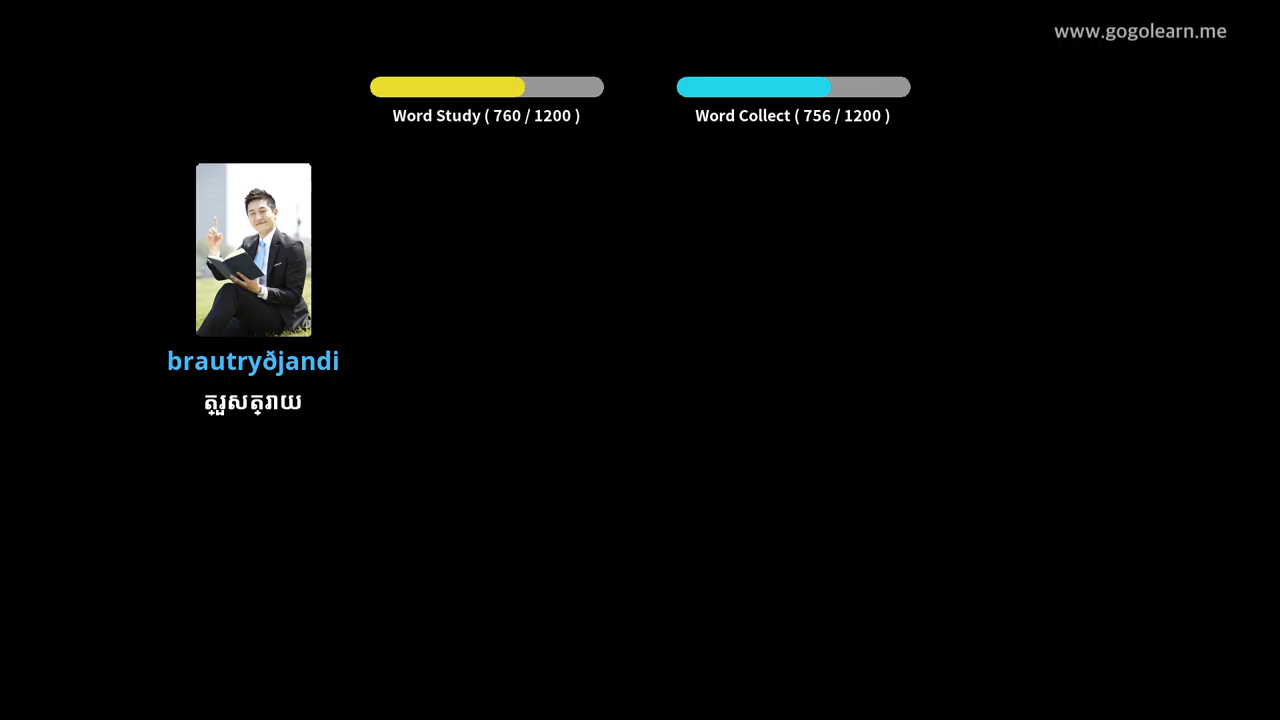 www.gogolearn.me
Word Study ( 760 / 1200 )
Word Collect ( 756 / 1200 )
brautryðjandi
ត្រួសត្រាយ